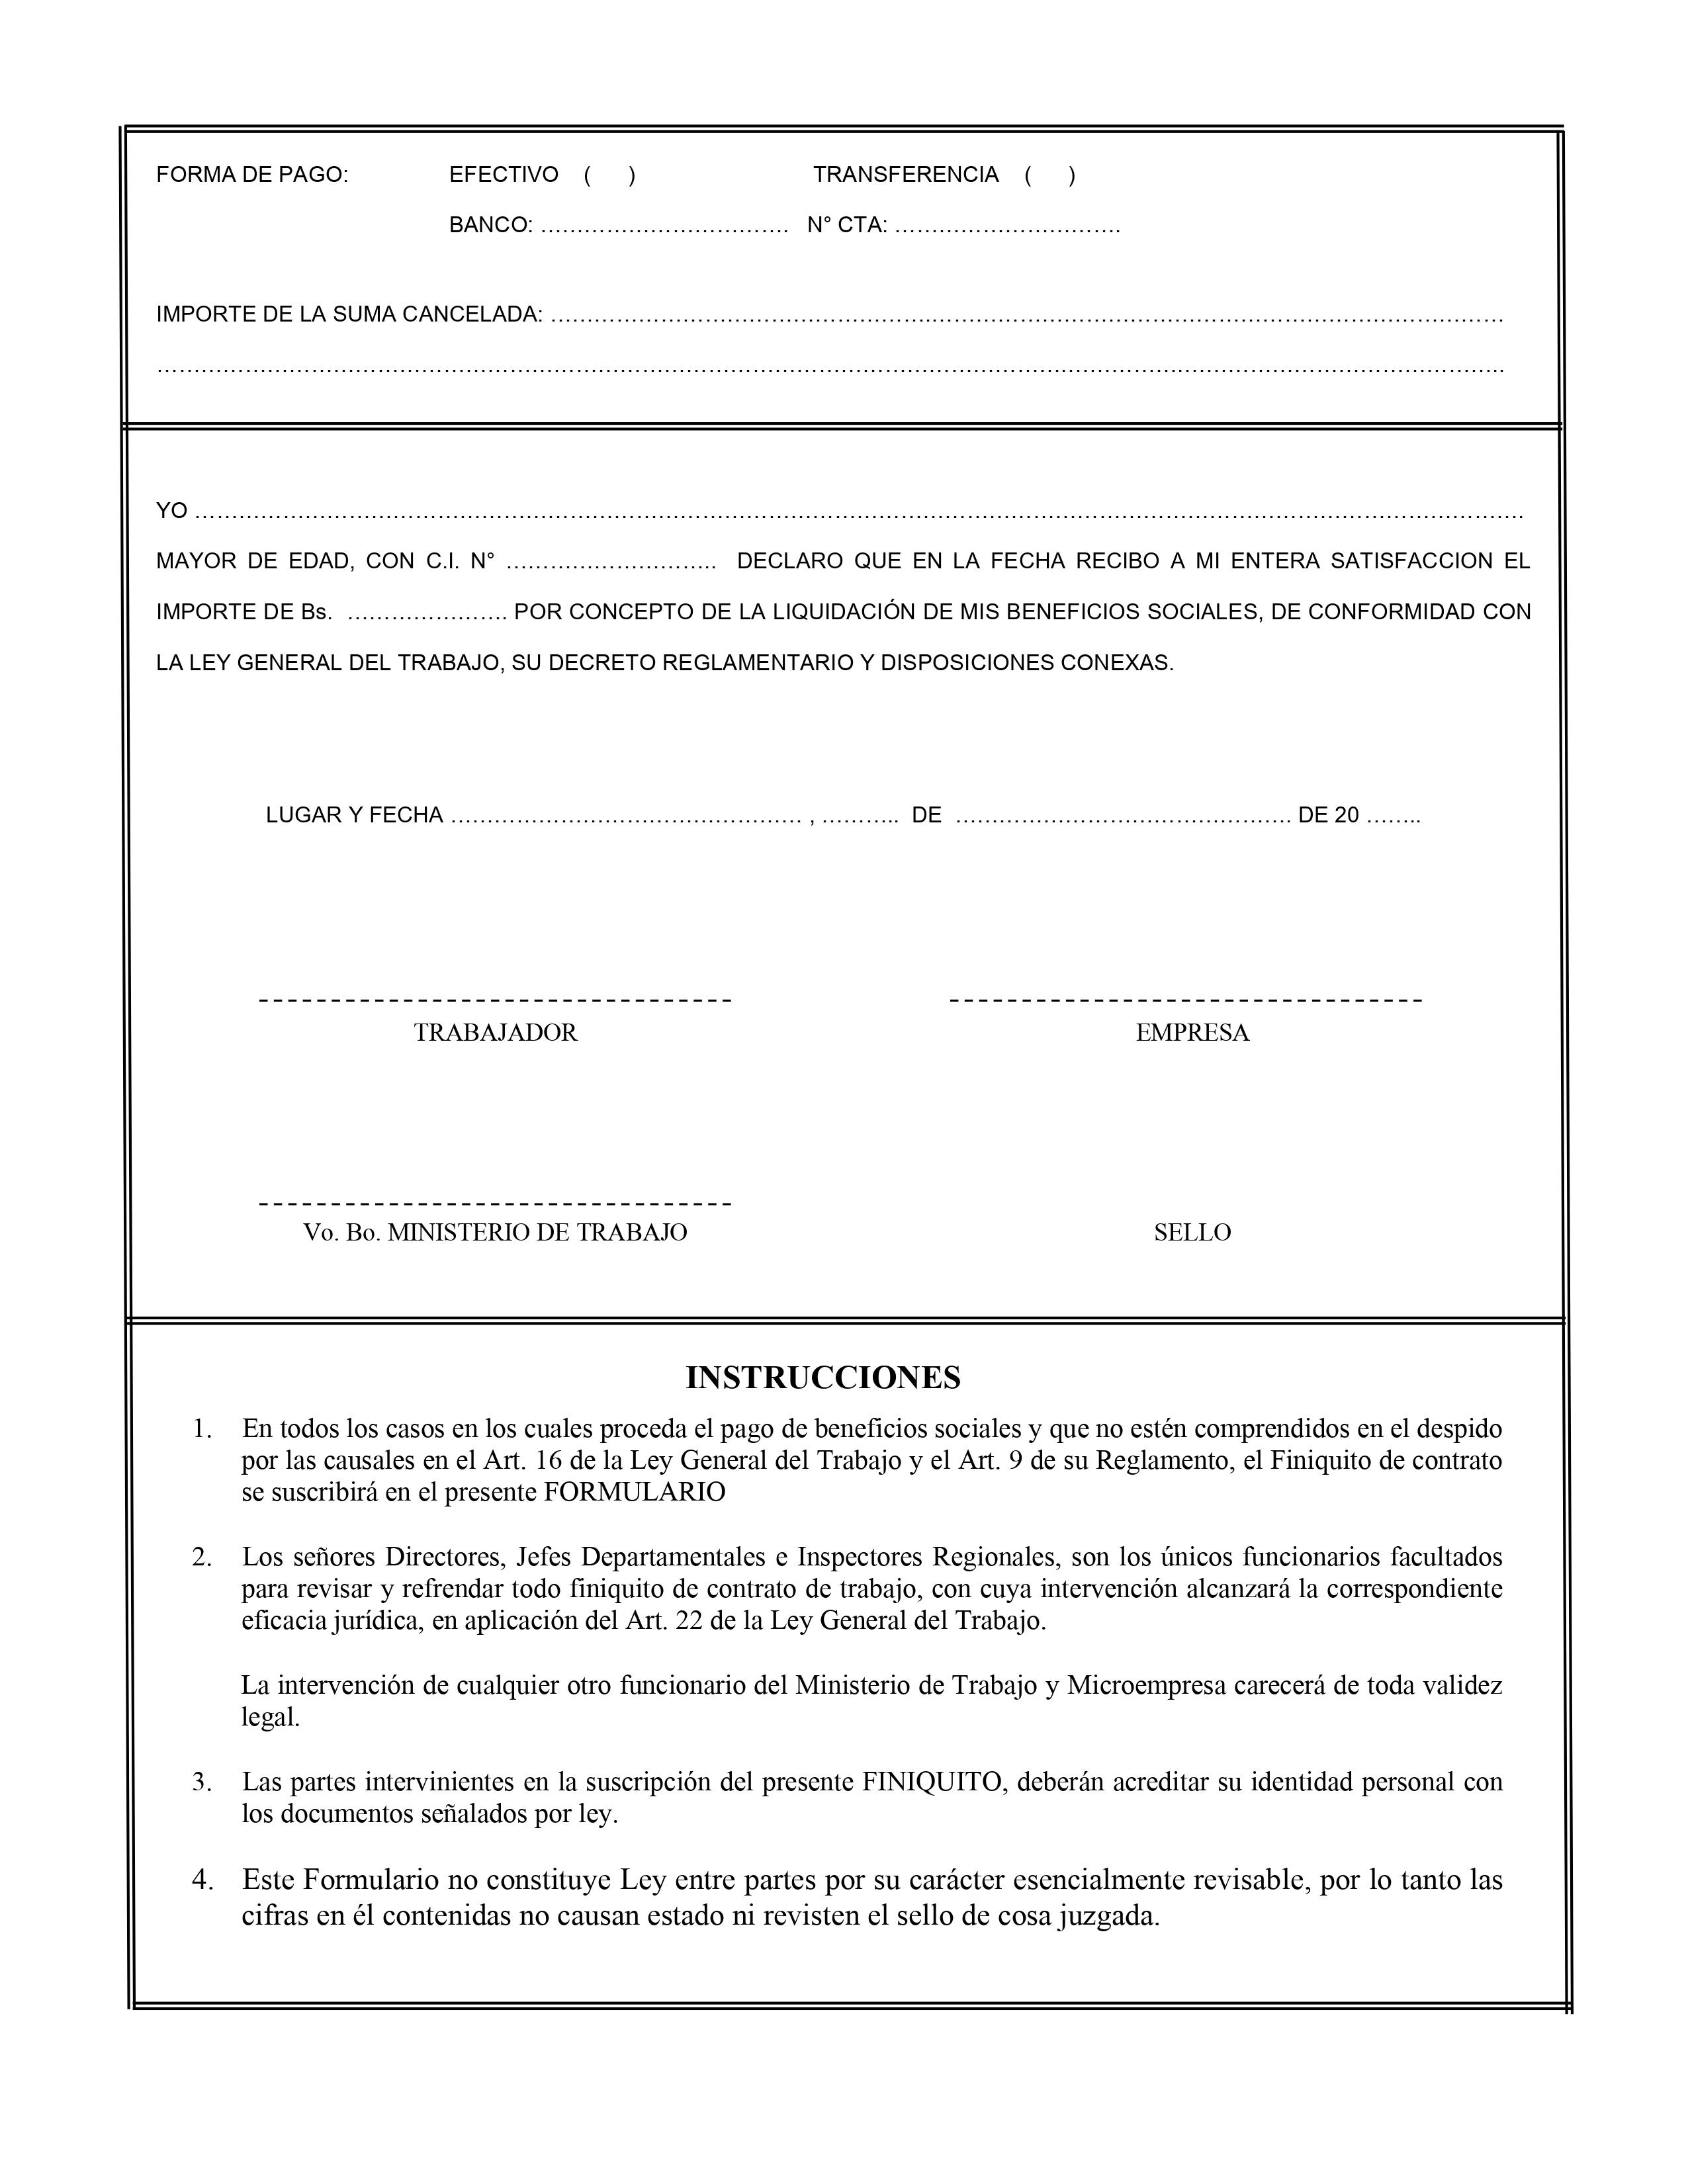 FORMA DE PAGO: EFECTIVO ( ) TRANSFERENCIA ( )
BANCO: ……………………………. N° CTA: ………………………….
IMPORTE DE LA SUMA CANCELADA: ……………………………………………………………………………………………………………………
…………………………………………………………………………………………………………………………………………………………………..
YO ……………………………………………………………………………………………………………………………………………………………….
MAYOR DE EDAD, CON C.I. N° ……………………….. DECLARO QUE EN LA FECHA RECIBO A MI ENTERA SATISFACCION EL
IMPORTE DE Bs. …………………. POR CONCEPTO DE LA LIQUIDACIÓN DE MIS BENEFICIOS SOCIALES, DE CONFORMIDAD CON
LA LEY GENERAL DEL TRABAJO, SU DECRETO REGLAMENTARIO Y DISPOSICIONES CONEXAS.
LUGAR Y FECHA ………………………………………… , ……….. DE ………………………………………. DE 20 ……..
TRABAJADOR EMPRESA
Vo. Bo. MINISTERIO DE TRABAJO SELLO
INSTRUCCIONES
1. En todos los casos en los cuales proceda el pago de beneficios sociales y que no estén comprendidos en el despido
por las causales en el Art. 16 de la Ley General del Trabajo y el Art. 9 de su Reglamento, el Finiquito de contrato
se suscribirá en el presente FORMULARIO
2. Los señores Directores, Jefes Departamentales e Inspectores Regionales, son los únicos funcionarios facultados
para revisar y refrendar todo finiquito de contrato de trabajo, con cuya intervención alcanzará la correspondiente
eficacia jurídica, en aplicación del Art. 22 de la Ley General del Trabajo.
La intervención de cualquier otro funcionario del Ministerio de Trabajo y Microempresa carecerá de toda validez
legal.
3. Las partes intervinientes en la suscripción del presente FINIQUITO, deberán acreditar su identidad personal con
los documentos señalados por ley.
4. Este Formulario no constituye Ley entre partes por su carácter esencialmente revisable, por lo tanto las
cifras en él contenidas no causan estado ni revisten el sello de cosa juzgada.